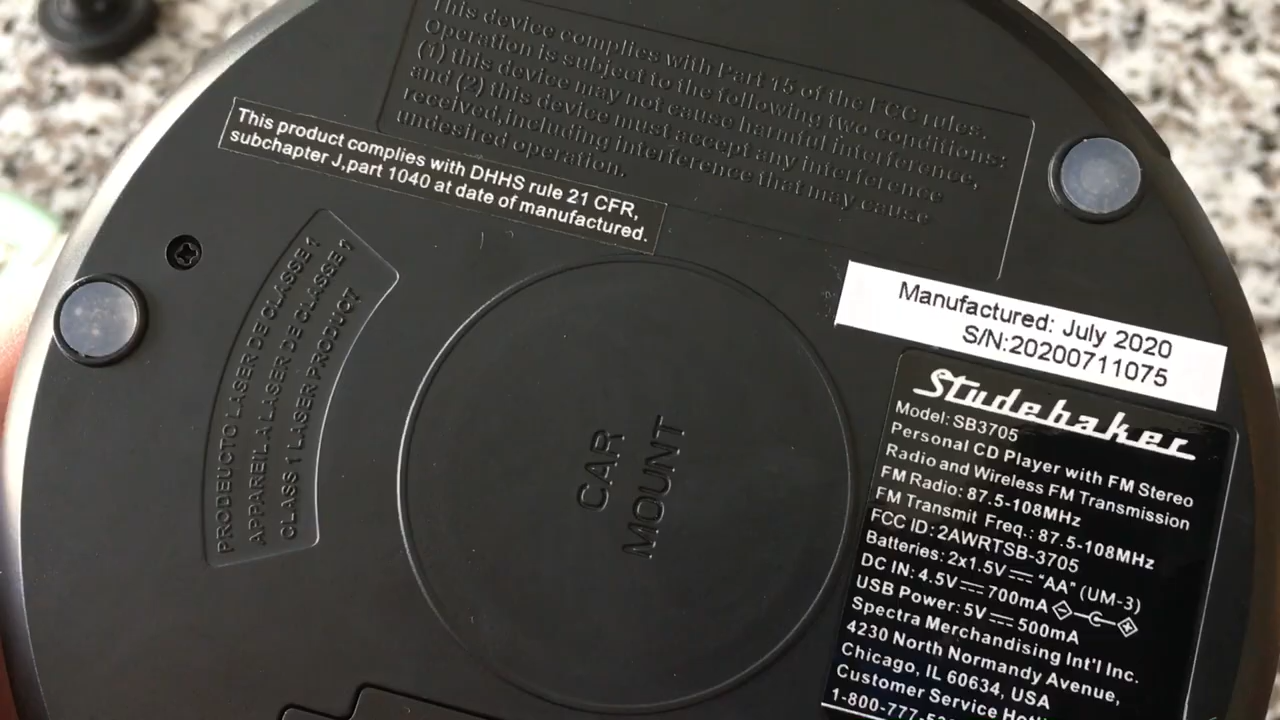 This device complies with Part 15 of the FCC rules.
Operation is subject to the following two conditions:
(1) this device may not cause harmful interference,
and (2) this device must accept any interference
received,including interference that may cause
undesired operation.
This product complies with DHHS rule 21 CFR,
subchapter J,part 1040 at date of manufactured.
PRODEUCTO LASER DE CLASSE 1
APPAREIL A LASER DE CLASSE 1
CLASS 1 LASER PRODUCT
CAR
MOUNT
Manufactured: July 2020
S/N:20200711075
Studebaker
Model: SB3705
Personal CD Player with FM Stereo
Radio and Wireless FM Transmission
FM Radio: 87.5-108MHz
FM Transmit Freq.: 87.5-108MHz
FCC ID: 2AWRTSB-3705
Batteries: 2x1.5V "AA" (UM-3)
DC IN: 4.5V 700mA
USB Power: 5V 500mA
Spectra Merchandising Int'l Inc.
4230 North Normandy Avenue,
Chicago, IL 60634, USA
Customer Service
1-800-777-